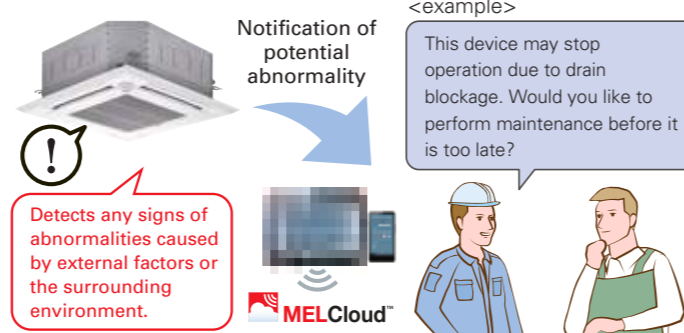 Notification of
potential
abnormality
<example>
This device may stop
operation due to drain
blockage. Would you like to
perform maintenance before it
is too late?
!
Detects any signs of
abnormalities caused
by external factors or
the surrounding
environment.
MELCloud™